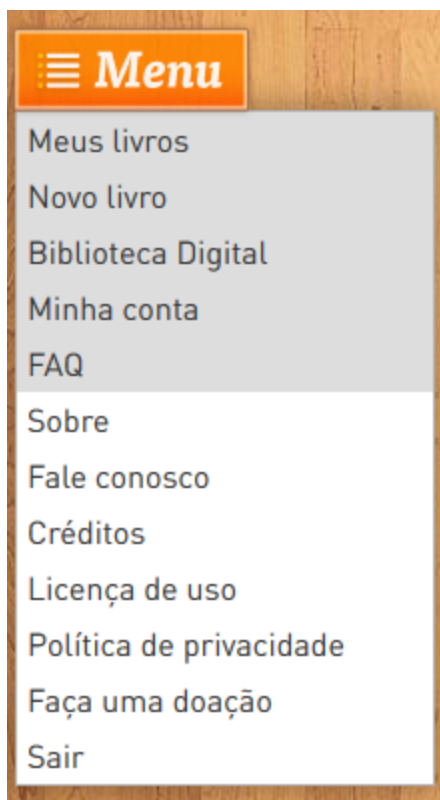 Menu
Meus livros
Novo livro
Biblioteca Digital
Minha conta
FAQ
Sobre
Fale conosco
Créditos
Licença de uso
Política de privacidade
Faça uma doação
Sair